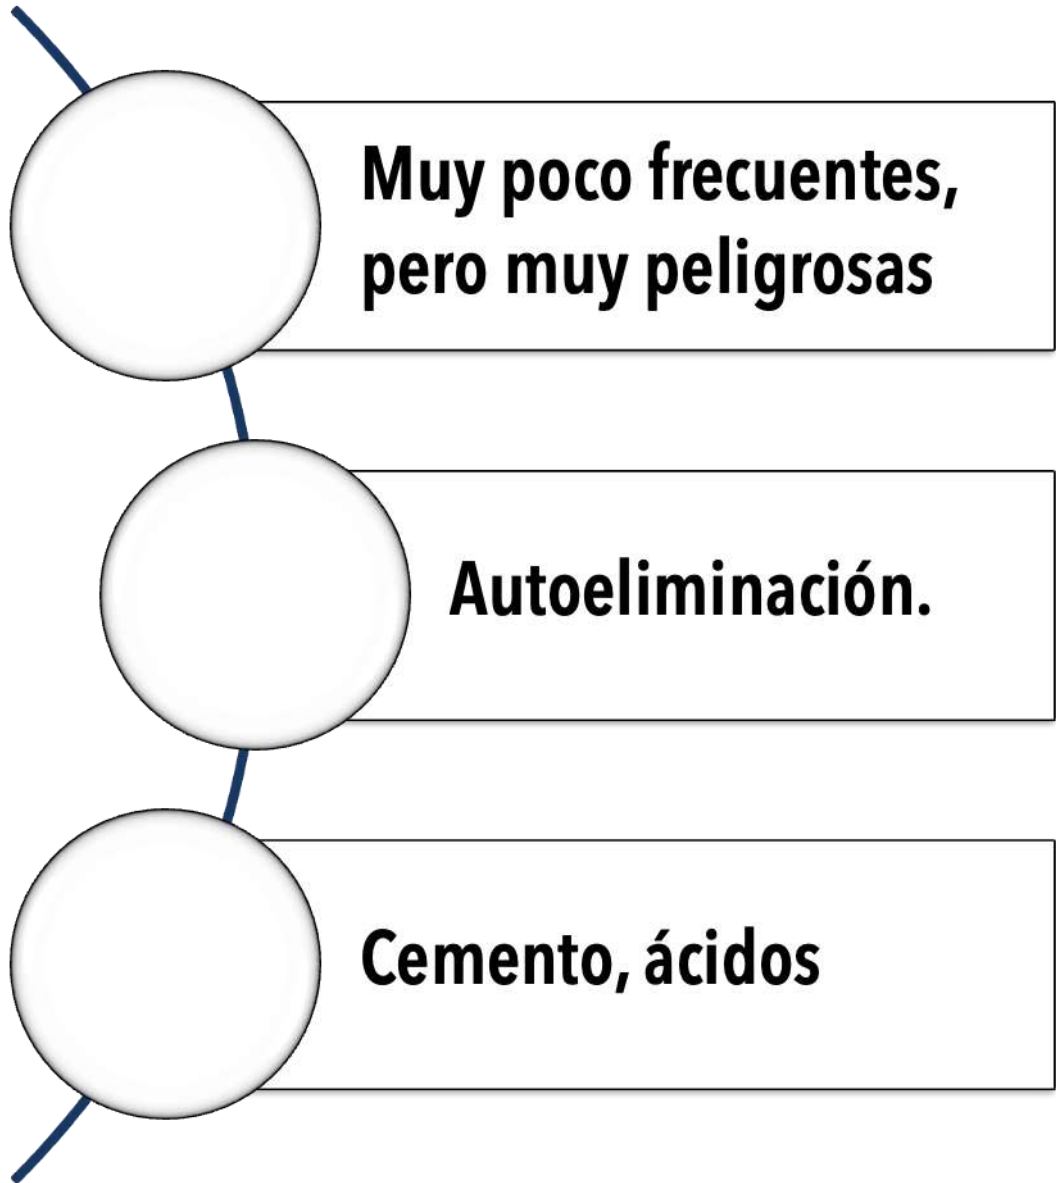 Muy poco frecuentes,
pero muy peligrosas
Autoeliminación.
Cemento, ácidos